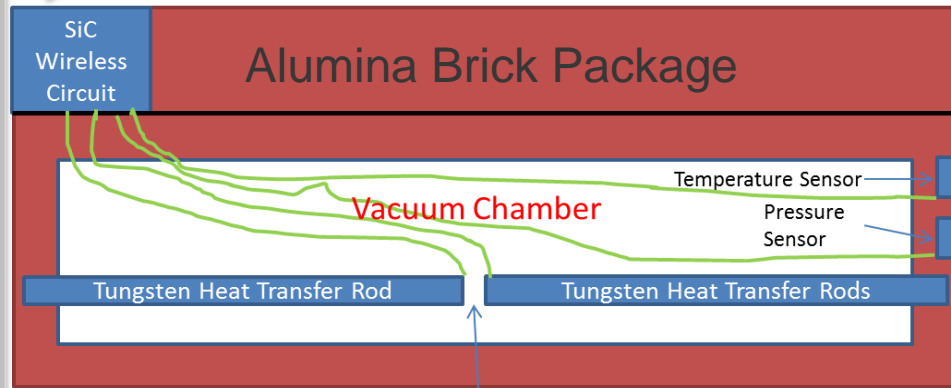 SiC
Wireless
Circuit
Alumina Brick Package
Temperature Sensor
Vacuum Chamber
Pressure
Sensor
Tungsten Heat Transfer Rod
Tungsten Heat Transfer Rods